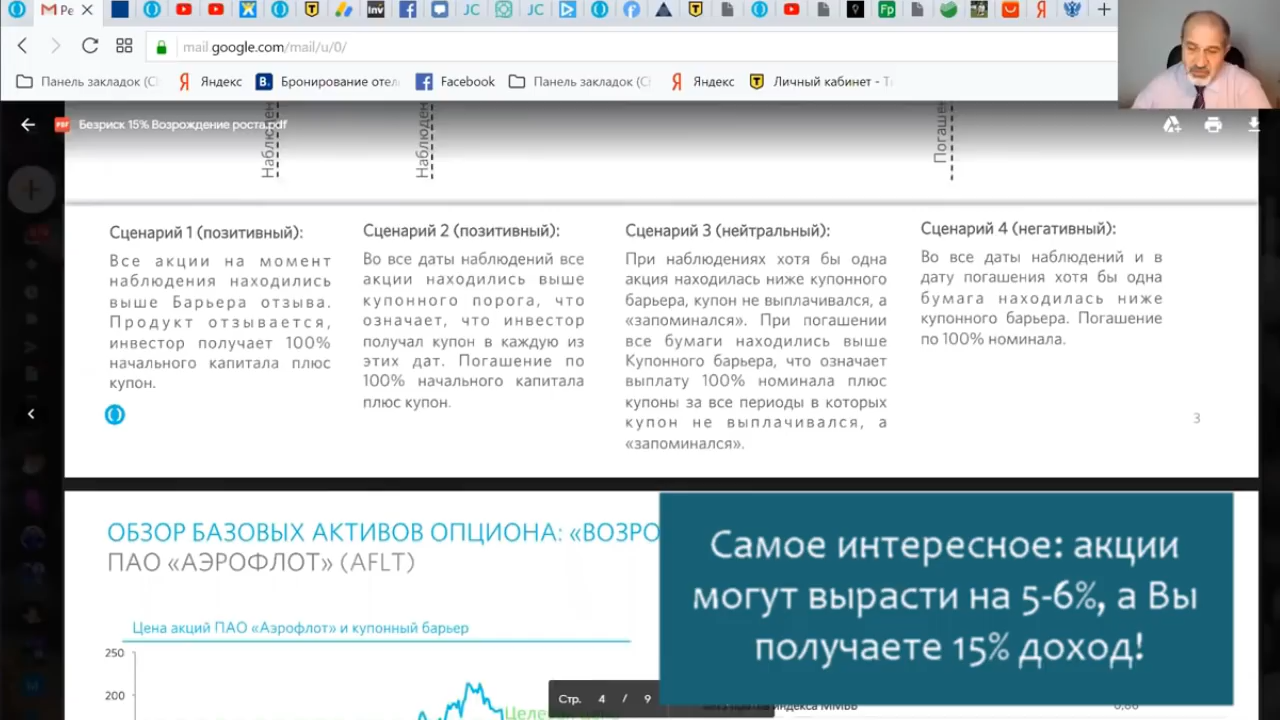 Ре
mail.google.com/mail/u/0/
Панель закладок (С
Яндекс
Бронирование отел
Facebook
Панель закладок (С
Яндекс
Личный кабинет - Т
Безриск 15% Возрождение роста.pdf
Наблюден
Наблюден
Погашен
Сценарий 1 (позитивный):
Все акции на момент
наблюдения находились
выше Барьера отзыва.
Продукт отзывается,
инвестор получает 100%
начального капитала плюс
купон.
Сценарий 2 (позитивный):
Во все даты наблюдений все
акции находились выше
купонного порога, что
означает, что инвестор
получал купон в каждую из
этих дат. Погашение по
100% начального капитала
плюс купон.
Сценарий 3 (нейтральный):
При наблюдениях хотя бы одна
акция находилась ниже купонного
барьера, купон не выплачивался, а
«запоминался». При погашении
все бумаги находились выше
Купонного барьера, что означает
выплату 100% номинала плюс
купоны за все периоды в которых
купон не выплачивался, а
«запоминался».
Сценарий 4 (негативный):
Во все даты наблюдений и в
дату погашения хотя бы одна
бумага находилась ниже
купонного барьера. Погашение
по 100% номинала.
3
ОБЗОР БАЗОВЫХ АКТИВОВ ОПЦИОНА: «ВОЗРО
ПАО «АЭРОФЛОТ» (AFLT)
Цена акций ПАО «Аэрофлот» и купонный барьер
250
200
Самое интересное: акции
могут вырасти на 5-6%, а Вы
получаете 15% доход!
Стр. 4 / 9